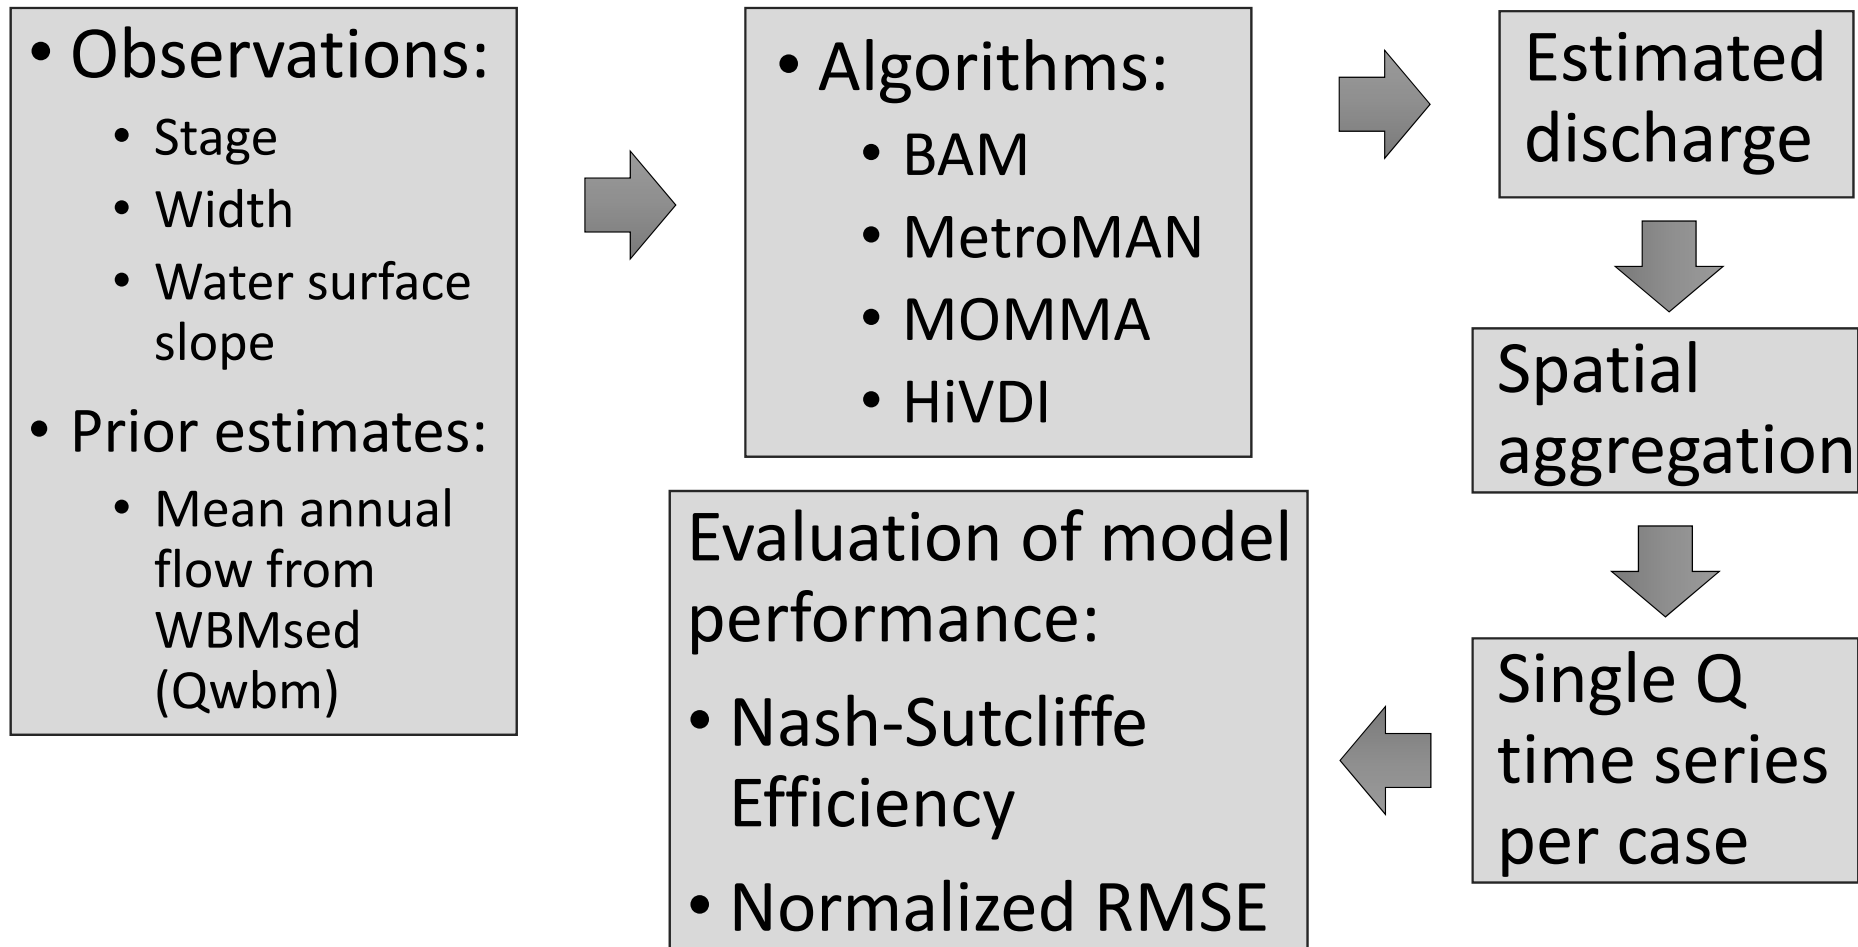 • Observations:
• Stage
• Width
• Water surface
slope
• Prior estimates:
• Mean annual
flow from
WBMsed
(Qwbm)
• Algorithms:
• BAM
• MetroMAN
• MOMMA
• HiVDI
Estimated
discharge
Spatial
aggregation
Single Q
time series
per case
Evaluation of model
performance:
• Nash-Sutcliffe
Efficiency
• Normalized RMSE